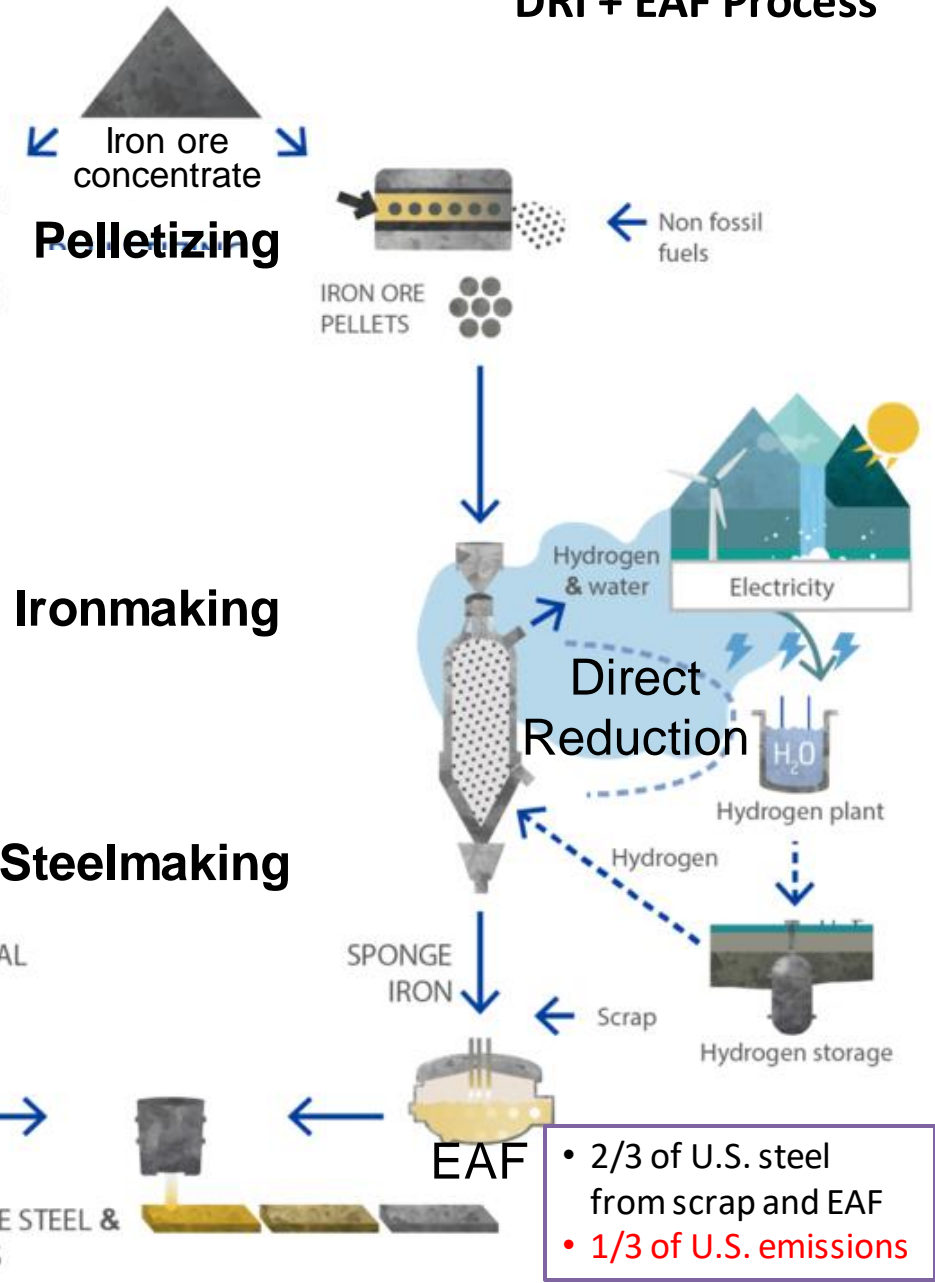 DRI + EAF Process
Iron ore
concentrate
Pelletizing
Non fossil
fuels
IRON ORE
PELLETS
Hydrogen
& water
Electricity
Ironmaking
Direct
Reduction
H₂O
Hydrogen plant
Hydrogen
Steelmaking
SPONGE
IRON
Scrap
Hydrogen storage
EAF
• 2/3 of U.S. steel
from scrap and EAF
• 1/3 of U.S. emissions
STEEL &